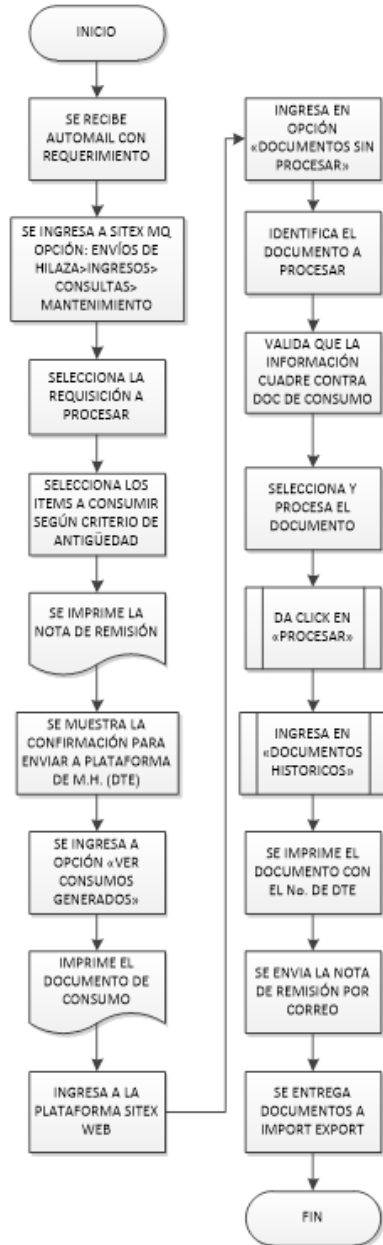 INICIO
SE RECIBE
AUTOMAIL CON
REQUERIMIENTO
SE INGRESA A SITEX MQ
OPCIÓN: ENVÍOS DE
HILAZA>INGRESOS>
CONSULTAS>
MANTENIMIENTO
SELECCIONA LA
REQUISICIÓN A
PROCESAR
SELECCIONA LOS
ITEMS A CONSUMIR
SEGÚN CRITERIO DE
ANTIGÜEDAD
SE IMPRIME LA
NOTA DE REMISIÓN
SE MUESTRA LA
CONFIRMACIÓN PARA
ENVIAR A PLATAFORMA
DE M.H. (DTE)
SE INGRESA A
OPCIÓN «VER
CONSUMOS
GENERADOS»
IMPRIME EL
DOCUMENTO DE
CONSUMO
INGRESA A LA
PLATAFORMA SITEX
WEB
INGRESA EN
OPCIÓN
«DOCUMENTOS SIN
PROCESAR»
IDENTIFICA EL
DOCUMENTO A
PROCESAR
VALIDA QUE LA
INFORMACIÓN
CUADRE CONTRA
DOC DE CONSUMO
SELECCIONA Y
PROCESA EL
DOCUMENTO
DA CLICK EN
«PROCESAR»
INGRESA EN
«DOCUMENTOS
HISTORICOS»
SE IMPRIME EL
DOCUMENTO CON
EL No. DE DTE
SE ENVIA LA NOTA
DE REMISIÓN POR
CORREO
SE ENTREGA
DOCUMENTOS A
IMPORT EXPORT
FIN